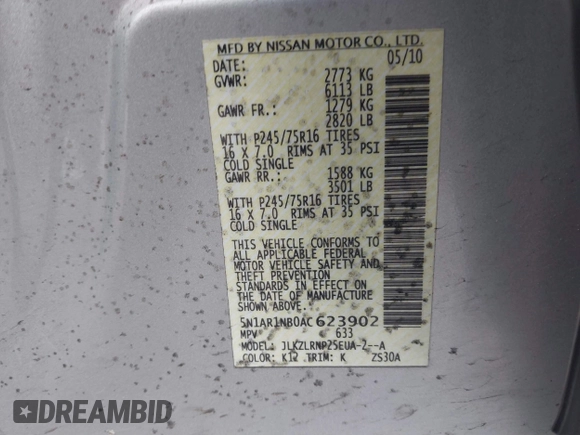 MFD BY NISSAN MOTOR CO., LTD.
DATE: 05/10
GVWR: 2773 KG
6113 LB
GAWR FR.: 1279 KG
2820 LB
WITH P245/75R16 TIRES
16 X 7.0 RIMS AT 35 PSI
COLD SINGLE
GAWR RR.: 1588 KG
3501 LB
WITH P245/75R16 TIRES
16 X 7.0 RIMS AT 35 PSI
COLD SINGLE
THIS VEHICLE CONFORMS TO
ALL APPLICABLE FEDERAL
MOTOR VEHICLE SAFETY AND
THEFT PREVENTION
STANDARDS IN EFFECT ON
THE DATE OF MANUFACTURE
SHOWN ABOVE.
5N1AR1NB0AC 623902
MPV 633
MODEL: JLKZLRNP25EUA-2--A
COLOR: K12 TRIM: K ZS30A
DREAMBID